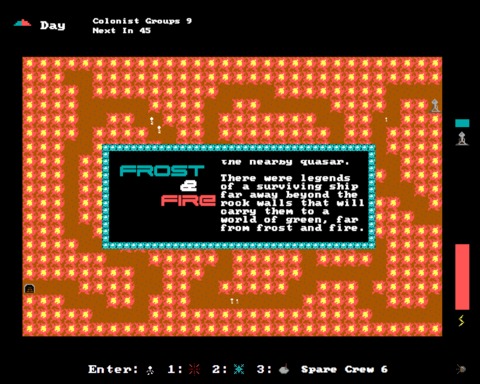 Day
Colonist Groups 9
Next In 45
FROST
&
FIRE
the nearby quasar.
There were legends
of a surviving ship
far away beyond the
rock walls that will
carry them to a
world of green, far
from frost and fire.
Enter: 1: 2: 3: Spare Crew 6